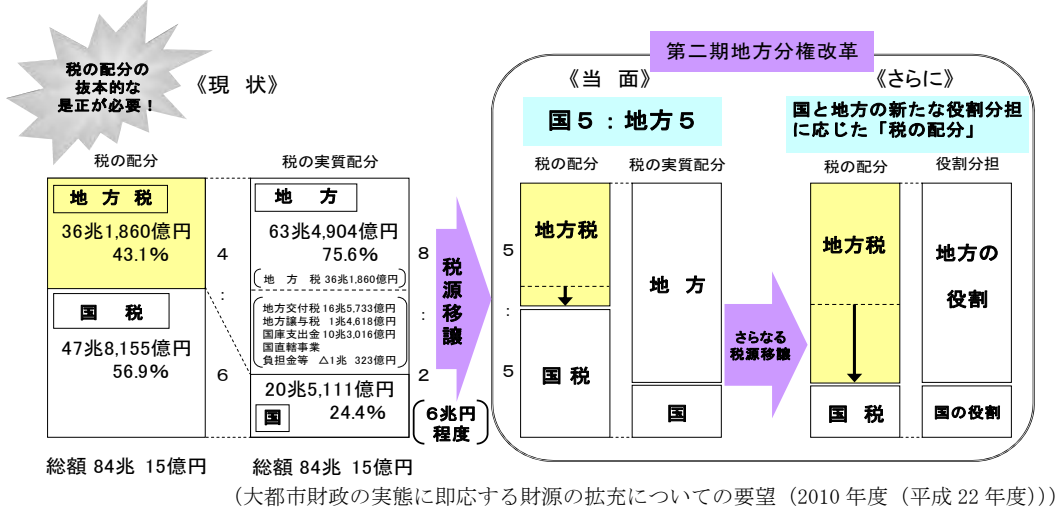 税の配分の
抜本的な
是正が必要！
《現　状》
税の配分
税の実質配分
地 方 税
36兆1,860億円
43.1％
国　税
47兆8,155億円
56.9％
4
：
6
地　方
63兆4,904億円
75.6％
地　方　税 36兆1,860億円
地方交付税 16兆5,733億円
地方譲与税　1兆4,618億円
国庫支出金 10兆3,016億円
国直轄事業
負担金等　△1兆　323億円
20兆5,111億円
国
24.4％
8
：
2
総額 84兆 15億円
総額 84兆 15億円
税源移譲
6兆円
程度
第二期地方分権改革
《当　面》
国５：地方５
税の配分
税の実質配分
地方税
国 税
5
：
5
地　方
国
さらなる
税源移譲
《さらに》
国と地方の新たな役割分担
に応じた「税の配分」
税の配分
役割分担
地方税
国 税
地方の
役割
国の役割
（大都市財政の実態に即応する財源の拡充についての要望（2010 年度（平成 22 年度）））